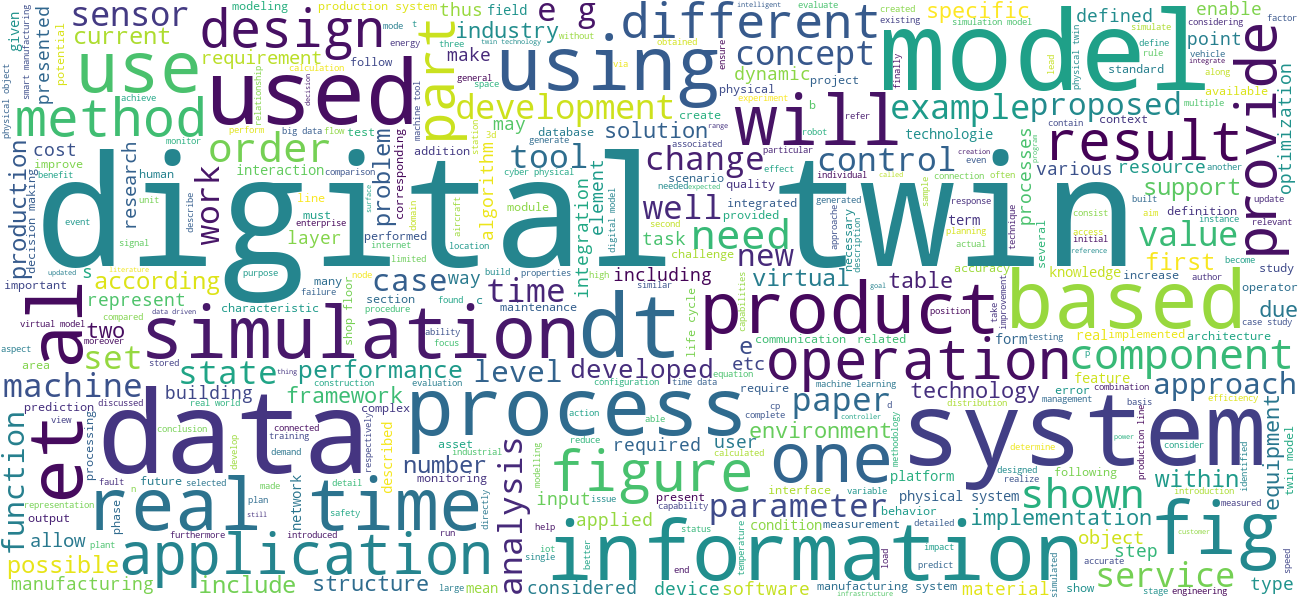 digital twin
model
data
system
used
using
will
different
simulation
dt
product
based
process
information
real time
application
operation
result
provide
method
use
design
part
development
example
proposed
concept
sensor
industry
e g
specific
enable
defined
point
physical
dynamic
project
solution
tool
change
control
various
resource
support
processes
optimization
value
first
need
well
new
virtual
table
work
order
problem
algorithm
layer
research
human
interaction
requirement
current
presented
thus
field
modeling
production system
follow
make
may
database
technologie
context
standard
cost
improve
production
decision making
important
according
represent
two
set
al
et
machine
state
performance
level
developed
framework
building
function
case
way
time
including
integration
element
task
challenge
quality
scenario
integrated
provided
term
definition
study
operator
due
increase
knowledge
accuracy
real
implemented
architecture
form
testing
communication
related
etc
e
component
approach
technology
feature
error
management
paper
one
environment
user
required
figure
fig
shown
within
equipment
service
type
parameter
analysis
number
monitoring
input
applied
platform
physical system
behavior
implementation
object
step
condition
measurement
device
software
considered
material
manufacturing system
structure
include
manufacturing
possible
allow
network
output
phase
future
described
prediction
processing
complex
asset
industrial
maintenance
characteristic
shop floor
life cycle
smart manufacturing
physical object
potential
given
physical twin
simulation model
simulate
define
rule
vehicle
integrate
existing
considering
factor
created
evaluate
intelligent
twin technology
without
energy
three
obtained
via
experiment
space
general
machine tool
decision
calculation
relationship
achieve
monitor
perform
big data
flow
test
addition
corresponding
aircraft
station
3d
module
generate
create
associated
range
cyber physical
digital model
robot
refer
particular
individual
effect
needed
expected
second
multiple
available
along
contain
creation
even
called
connection
often
another
program
several
consist
aim
access
actual
initial
reference
planning
response
generated
necessary
description
technique
sample
built
instance
update
relevant
become
author
case study
improvement
take
position
goal
capabilities
similar
high
found
c
build
properties
section
procedure
location
limited
node
internet
performed
domain
surface
enterprise
must
line
unit
describe
signal
event
benefit
updated
literature
purpose
compared
virtual model
moreover
data driven
stored
many
failure
aspect
area
thing
construction
evaluation
ability
focus
configuration
time data
equation
require
machine learning
combination
basis
efficiency
production line
twin model
distribution
determine
power
consider
controller
methodology
complete
able
action
reduce
calculated
modelling
issue
interface
variable
present
capability
status
designed
realize
following
introduction
identified
measured
customer
speed
detailed
impact
predict
load
simulated
accurate
stage
engineering
show
infrastructure
temperature
end
help
iot
single
better
mean
large
run
directly
safety
detail
plan
still
introduced
furthermore
made
selected
demand
training
connected
respectively
develop
real world
conclusion
discussed
view
fault
representation
plant